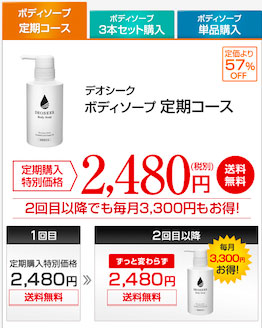 ボディソープ
定期コース
ボディソープ
3本セット購入
ボディソープ
単品購入
定価より
57%
OFF
デオシーク
ボディソープ 定期コース
DEOSEEK
Body Soap
定期購入
特別価格
2,480円
(税別)
送料
無料
2回目以降でも毎月3,300円もお得!
1回目
2回目以降
定期購入特別価格
2,480円
送料無料
ずっと変わらず
2,480円
送料無料
毎月
3,300円
お得!